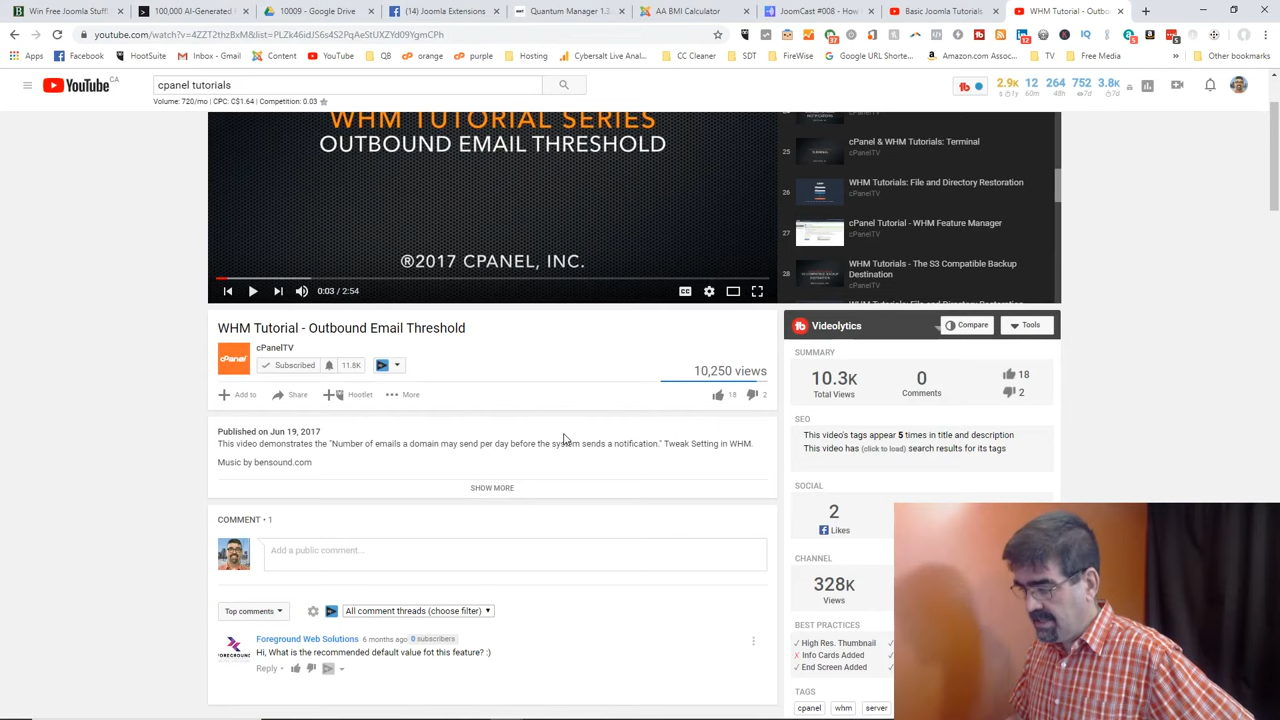 Win Free Joomla Stuf
100,000 AI-Generated
10009 - Google Drive
(14) Joomla Extensions
Quantum Manager 1.3
AA BMI Calculator
JoomCast #008 - How
Basic Joomla Tutorials
WHM Tutorial - Outbo
youtube.com/watch?v=4ZZT2thzBxM&list=PLZk46idJS6s4S2PqAeStUXZYd09YgmCPh
Apps
Facebook
Outitude
Inbox - Gmail
Content
YouTube
QB
orange
purple
Hosting
Cybersalt Live Anal...
CC Cleaner
SDT
FireWise
Google URL Shorte...
Amazon.com Assoc...
TV
Free Media
»
Other bookmarks
YouTube CA
cpanel tutorials
Volume: 720/mo | CPC: C$1.64 | Competition: 0.03
2.9K 12 264 752 3.8K
WHM TUTORIAL SERIES
OUTBOUND EMAIL THRESHOLD
®2017 CPANEL, INC.
0:03 / 2:54
cPanelTV
25
cPanel & WHM Tutorials: Terminal
cPanelTV
26
WHM Tutorials: File and Directory Restoration
cPanelTV
27
cPanel Tutorial - WHM Feature Manager
cPanelTV
28
WHM Tutorials - The S3 Compatible Backup
Destination
cPanelTV
WHM Tutorials: File and Directory Restoration
WHM Tutorial - Outbound Email Threshold
cPanel
cPanelTV
Subscribed
11.8K
10,250 views
Add to
Share
Hootlet
More
18
2
Published on Jun 19, 2017
This video demonstrates the "Number of emails a domain may send per day before the system sends a notification." Tweak Setting in WHM.
Music by bensound.com
SHOW MORE
COMMENT • 1
Add a public comment...
Top comments
All comment threads (choose filter)
Foreground Web Solutions 6 months ago 0 subscribers
Hi, What is the recommended default value fot this feature? :)
Reply
Videolytics
Compare
Tools
SUMMARY
10.3K
Total Views
0
Comments
18
2
SEO
This video's tags appear 5 times in title and description
This video has (click to load) search results for its tags
SOCIAL
2
Likes
CHANNEL
328K
Views
BEST PRACTICES
High Res. Thumbnail
Info Cards Added
End Screen Added
TAGS
cpanel
whm
server